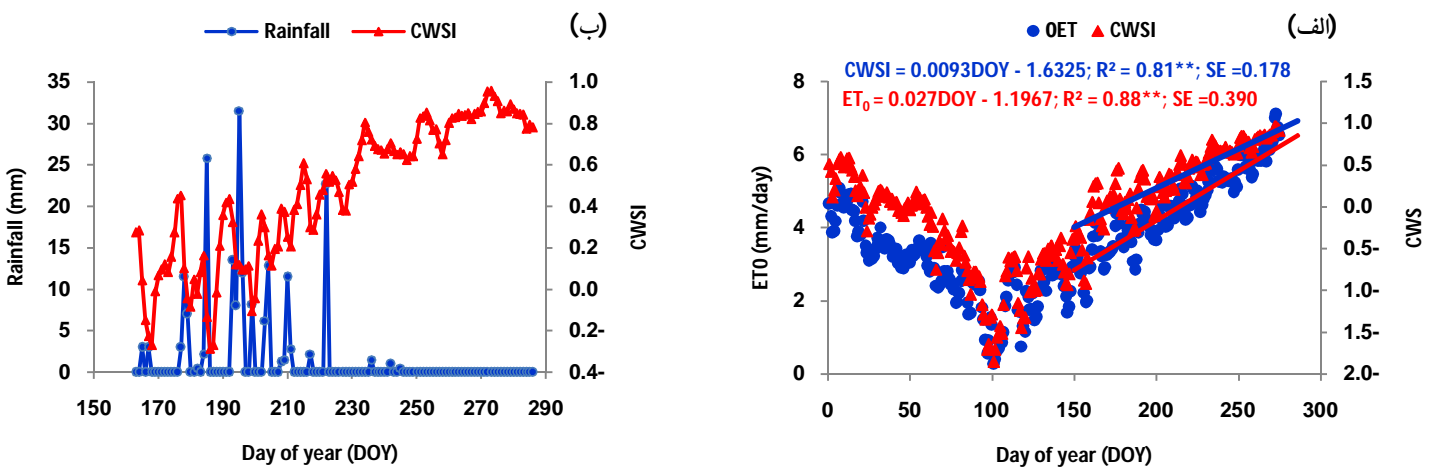 Rainfall CWSI (ب)
35
30
25
20
15
10
5
0
Rainfall (mm)
1.0
0.8
0.6
0.4
0.2
0.0
0.2-
0.4-
CWSI
150 170 190 210 230 250 270 290
Day of year (DOY)
OET CWSI (الف)
CWSI = 0.0093DOY - 1.6325; R² = 0.81**; SE =0.178
ET₀ = 0.027DOY - 1.1967; R² = 0.88**; SE =0.390
8
6
4
2
0
ET0 (mm/day)
1.5
1.0
0.5
0.0
0.5-
1.0-
1.5-
2.0-
CWS
0 50 100 150 200 250 300
Day of year (DOY)